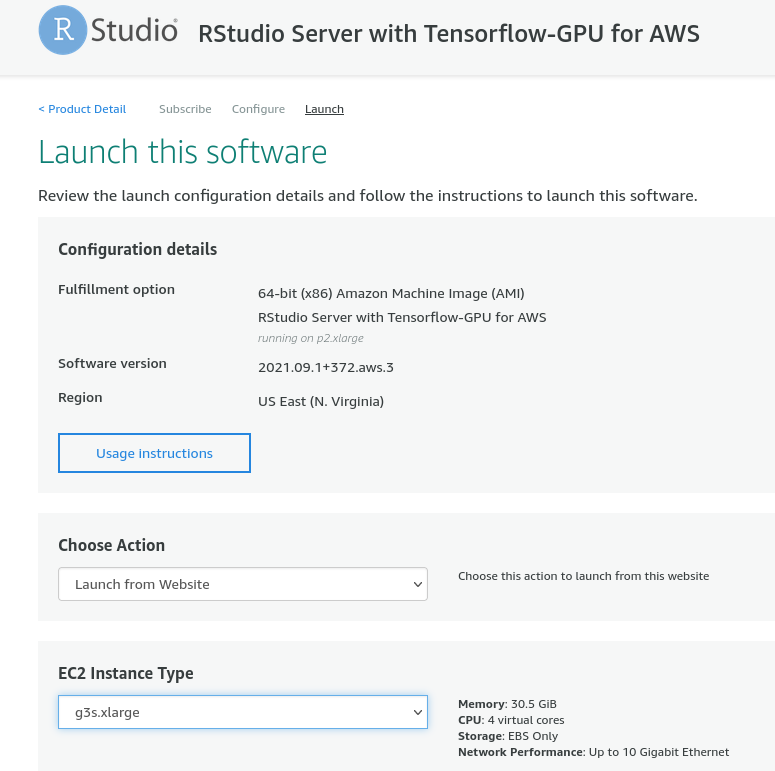 R Studio® RStudio Server with Tensorflow-GPU for AWS
< Product Detail Subscribe Configure Launch
Launch this software
Review the launch configuration details and follow the instructions to launch this software.
Configuration details
Fulfillment option
64-bit (x86) Amazon Machine Image (AMI)
RStudio Server with Tensorflow-GPU for AWS
running on p2.xlarge
Software version
2021.09.1+372.aws.3
Region
US East (N. Virginia)
Usage instructions
Choose Action
Launch from Website
Choose this action to launch from this website
EC2 Instance Type
g3s.xlarge
Memory: 30.5 GiB
CPU: 4 virtual cores
Storage: EBS Only
Network Performance: Up to 10 Gigabit Ethernet